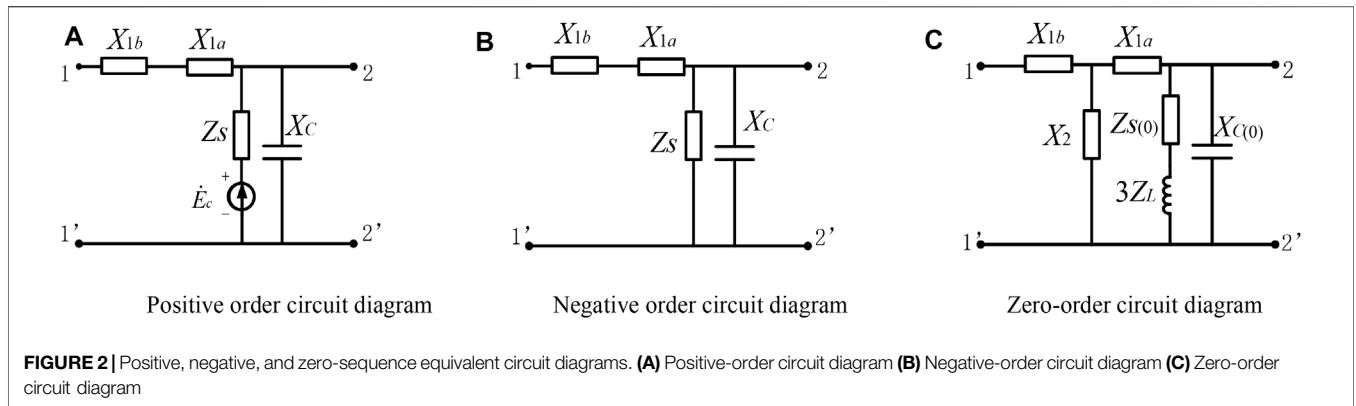 A
X1b
X1a
1
2
Zs
XC
+
Ėc
−
1'
2'
Positive order circuit diagram
B
X1b
X1a
1
2
Zs
XC
1'
2'
Negative order circuit diagram
C
X1b
X1a
1
2
X2
Zs(0)
XC(0)
3ZL
1'
2'
Zero-order circuit diagram
FIGURE 2 | Positive, negative, and zero-sequence equivalent circuit diagrams. (A) Positive-order circuit diagram (B) Negative-order circuit diagram (C) Zero-order
circuit diagram